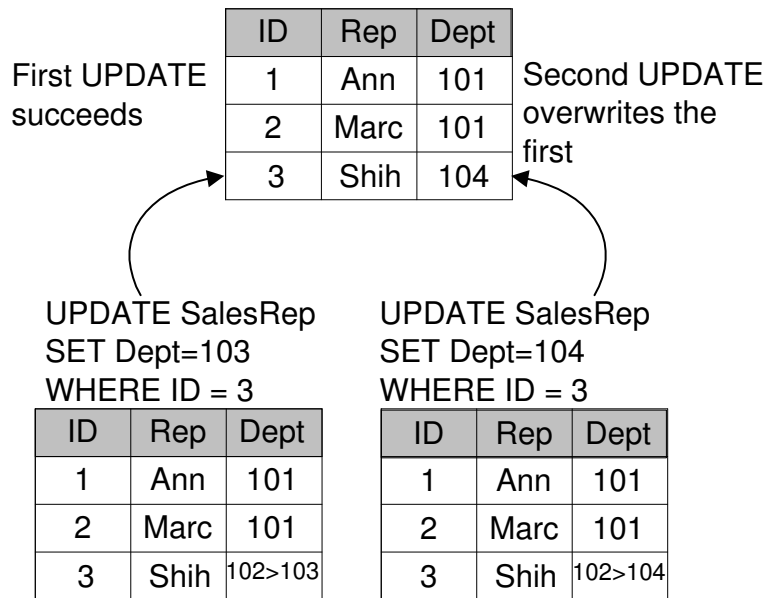 ID Rep Dept
1 Ann 101
2 Marc 101
3 Shih 104
First UPDATE
succeeds
Second UPDATE
overwrites the
first
UPDATE SalesRep
SET Dept=103
WHERE ID = 3
ID Rep Dept
1 Ann 101
2 Marc 101
3 Shih 102>103
UPDATE SalesRep
SET Dept=104
WHERE ID = 3
ID Rep Dept
1 Ann 101
2 Marc 101
3 Shih 102>104